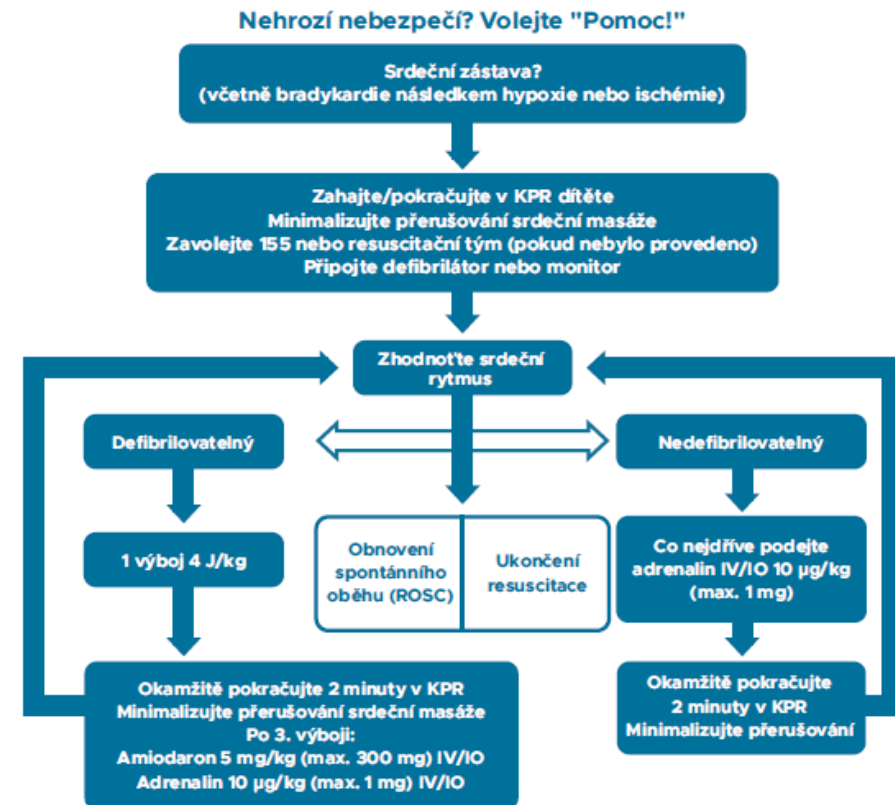 Nehrozí nebezpečí? Volejte "Pomoc!"
Srdeční zástava?
(včetně bradykardie následkem hypoxie nebo ischémie)
Zahajte/pokračujte v KPR dítěte
Minimalizujte přerušování srdeční masáže
Zavolejte 155 nebo resuscitační tým (pokud nebylo provedeno)
Připojte defibrilátor nebo monitor
Zhodnoťte srdeční
rytmus
Defibrilovatelný
Nedefibrilovatelný
1 výboj 4 J/kg
Obnovení
spontánního
oběhu (ROSC)
Ukončení
resuscitace
Co nejdříve podejte
adrenalin IV/IO 10 µg/kg
(max. 1 mg)
Okamžitě pokračujte 2 minuty v KPR
Minimalizujte přerušování srdeční masáže
Po 3. výboji:
Amiodaron 5 mg/kg (max. 300 mg) IV/IO
Adrenalin 10 µg/kg (max. 1 mg) IV/IO
Okamžitě pokračujte
2 minuty v KPR
Minimalizujte přerušování